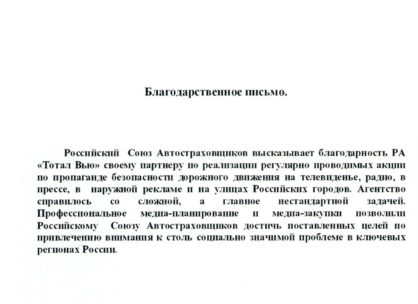 Благодарственное письмо.
Российский Союз Автостраховщиков высказывает благодарность РА
«Тотал Вью» своему партнеру по реализации регулярно проводимых акции
по пропаганде безопасности дорожного движения на телевиденье, радио, в
прессе, в наружной рекламе и на улицах Российских городов. Агентство
справилось со сложной, а главное нестандартной задачей.
Профессиональное медиа-планирование и медиа-закупки позволили
Российскому Союзу Автостраховщиков достичь поставленных целей по
привлечению внимания к столь социально значимой проблеме в ключевых
регионах России.